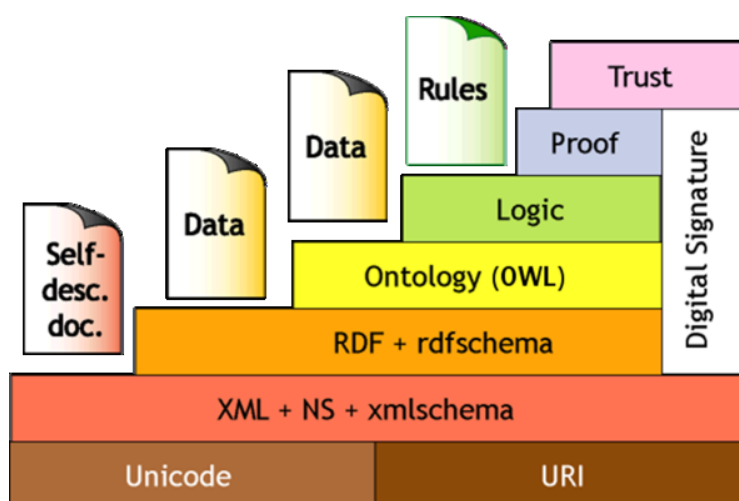 Rules
Trust
Data
Proof
Data
Logic
Self-
desc.
doc.
Ontology (OWL)
Digital Signature
RDF + rdfschema
XML + NS + xmlschema
Unicode
URI